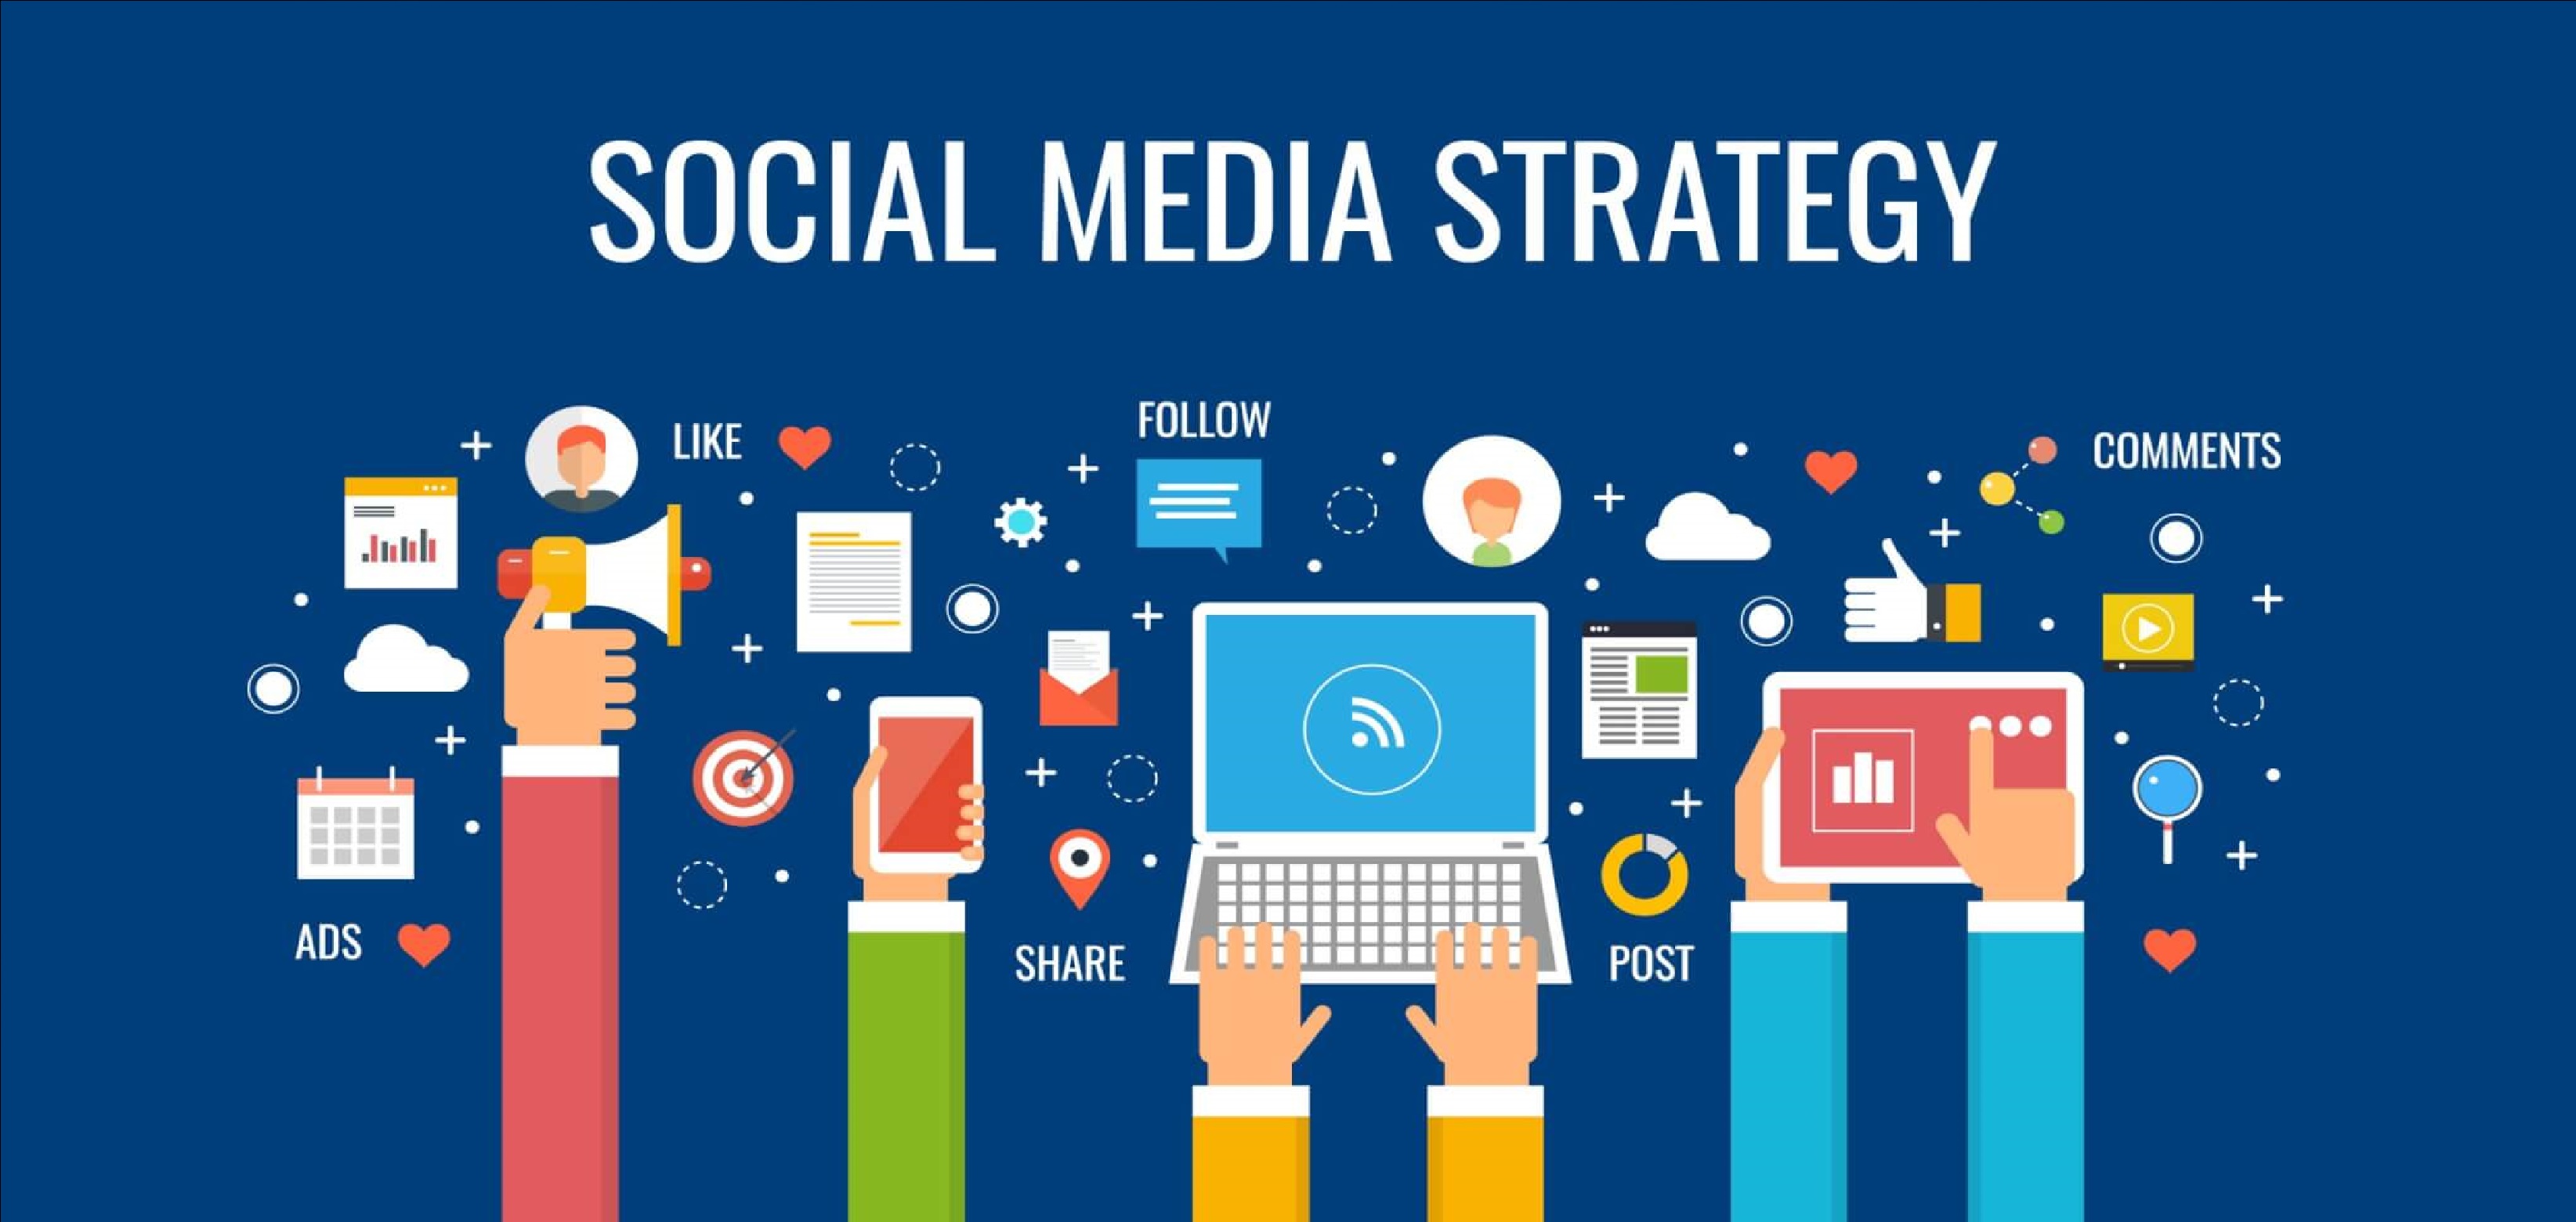 SOCIAL MEDIA STRATEGY
LIKE
FOLLOW
COMMENTS
ADS
SHARE
POST